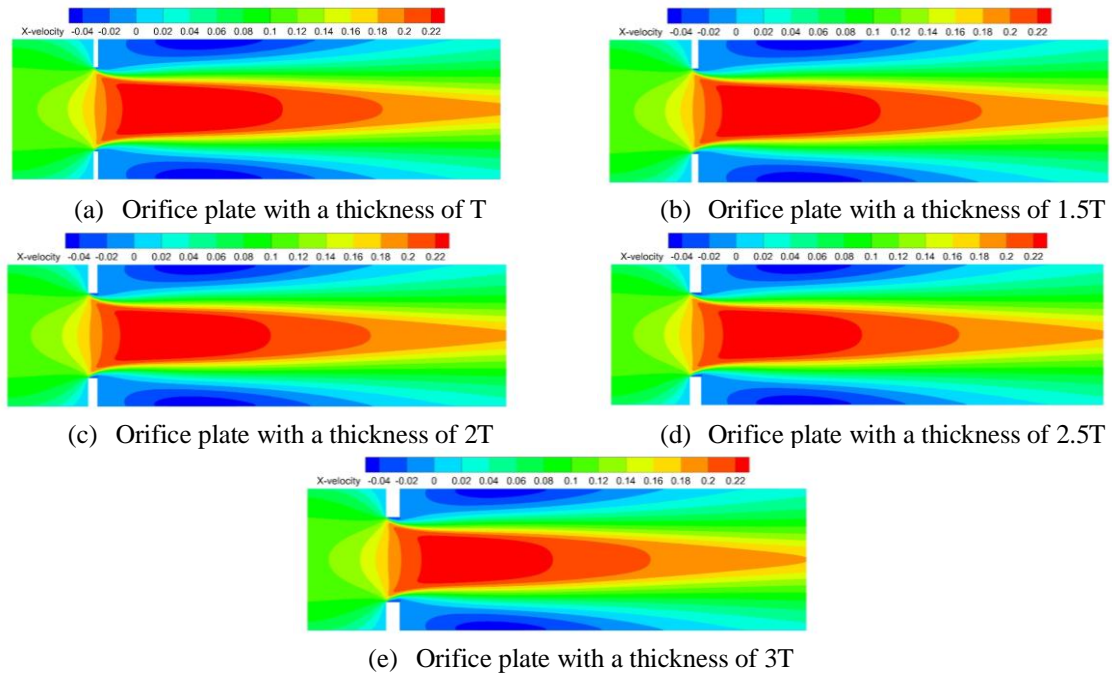 X-velocity -0.04 -0.02 0 0.02 0.04 0.06 0.08 0.1 0.12 0.14 0.16 0.18 0.2 0.22
X-velocity -0.04 -0.02 0 0.02 0.04 0.06 0.08 0.1 0.12 0.14 0.16 0.18 0.2 0.22
(a) Orifice plate with a thickness of T
(b) Orifice plate with a thickness of 1.5T
X-velocity -0.04 -0.02 0 0.02 0.04 0.06 0.08 0.1 0.12 0.14 0.16 0.18 0.2 0.22
X-velocity -0.04 -0.02 0 0.02 0.04 0.06 0.08 0.1 0.12 0.14 0.16 0.18 0.2 0.22
(c) Orifice plate with a thickness of 2T
(d) Orifice plate with a thickness of 2.5T
X-velocity -0.04 -0.02 0 0.02 0.04 0.06 0.08 0.1 0.12 0.14 0.16 0.18 0.2 0.22
(e) Orifice plate with a thickness of 3T